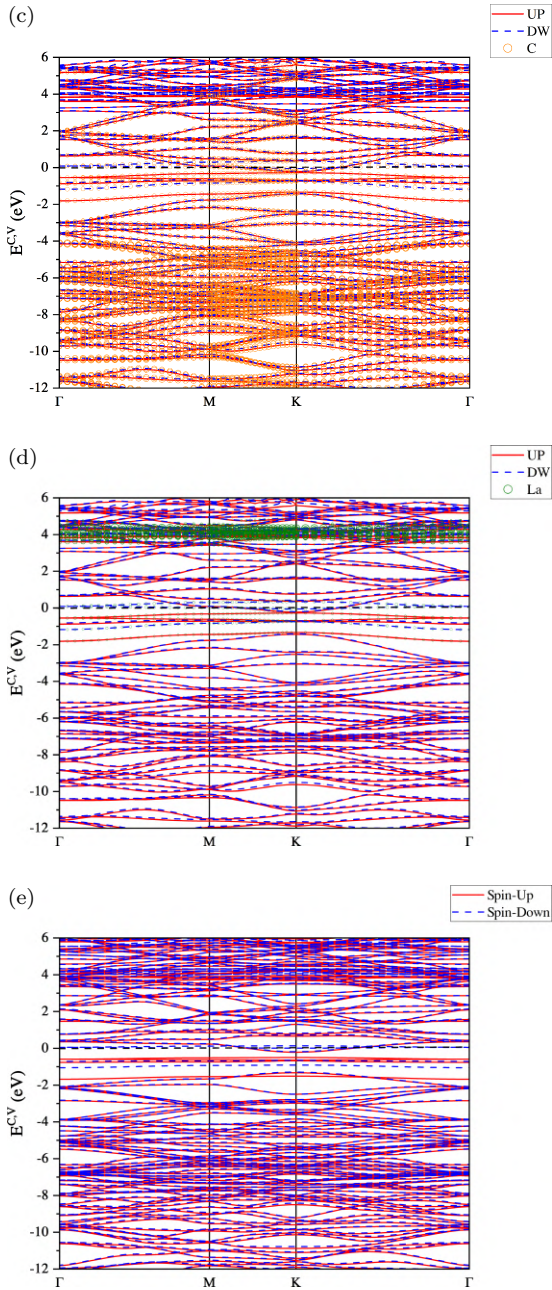 (c)
UP
DW
C
6
4
2
0
-2
-4
-6
-8
-10
-12
E^C,V (eV)
Γ M K Γ
(d)
UP
DW
La
6
4
2
0
-2
-4
-6
-8
-10
-12
E^C,V (eV)
Γ M K Γ
(e)
Spin-Up
Spin-Down
6
4
2
0
-2
-4
-6
-8
-10
-12
E^C,V (eV)
Γ M K Γ